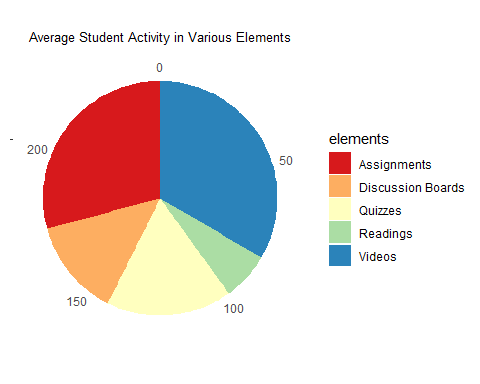 Average Student Activity in Various Elements
0
50
100
150
200
-
elements
Assignments
Discussion Boards
Quizzes
Readings
Videos